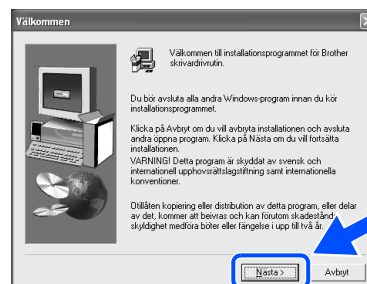 Välkommen
Välkommen till installationsprogrammet för Brother
skrivardrivrutin.
Du bör avsluta alla andra Windows-program innan du kör
installationsprogrammet.
Klicka på Avbryt om du vill avbryta installationen och avsluta
andra öppna program. Klicka på Nästa om du vill fortsätta
installationen.
VARNING! Detta program är skyddat av svensk och
internationell upphovsrättslagstiftning samt internationella
konventioner.
Otillåten kopiering eller distribution av detta program, eller delar
av det, kommer att beivras och kan förutom skadestånds
skyldighet medföra böter eller fängelse i upp till två år.
Nästa >
Avbryt